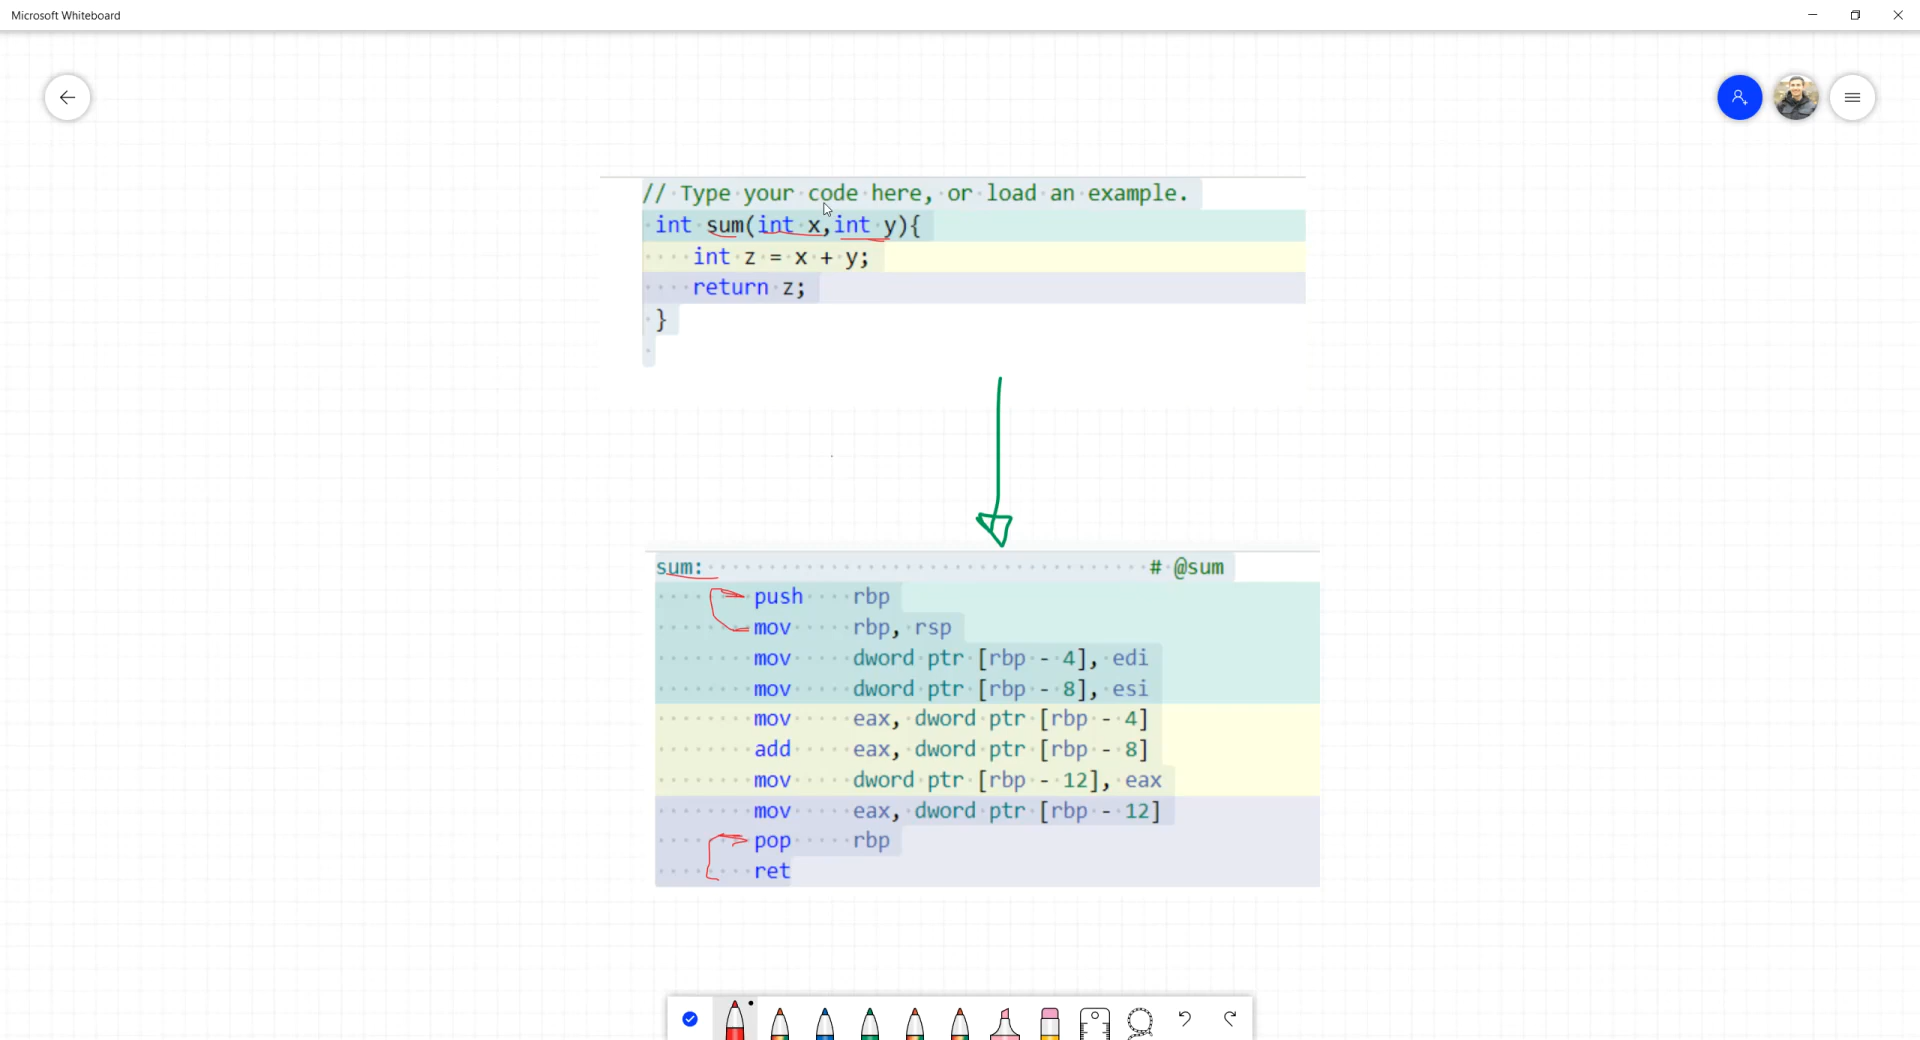 Microsoft Whiteboard
// Type your code here, or load an example.
int sum(int x,int y){
int z = x + y;
return z;
}
sum: # @sum
push rbp
mov rbp, rsp
mov dword ptr [rbp - 4], edi
mov dword ptr [rbp - 8], esi
mov eax, dword ptr [rbp - 4]
add eax, dword ptr [rbp - 8]
mov dword ptr [rbp - 12], eax
mov eax, dword ptr [rbp - 12]
pop rbp
ret